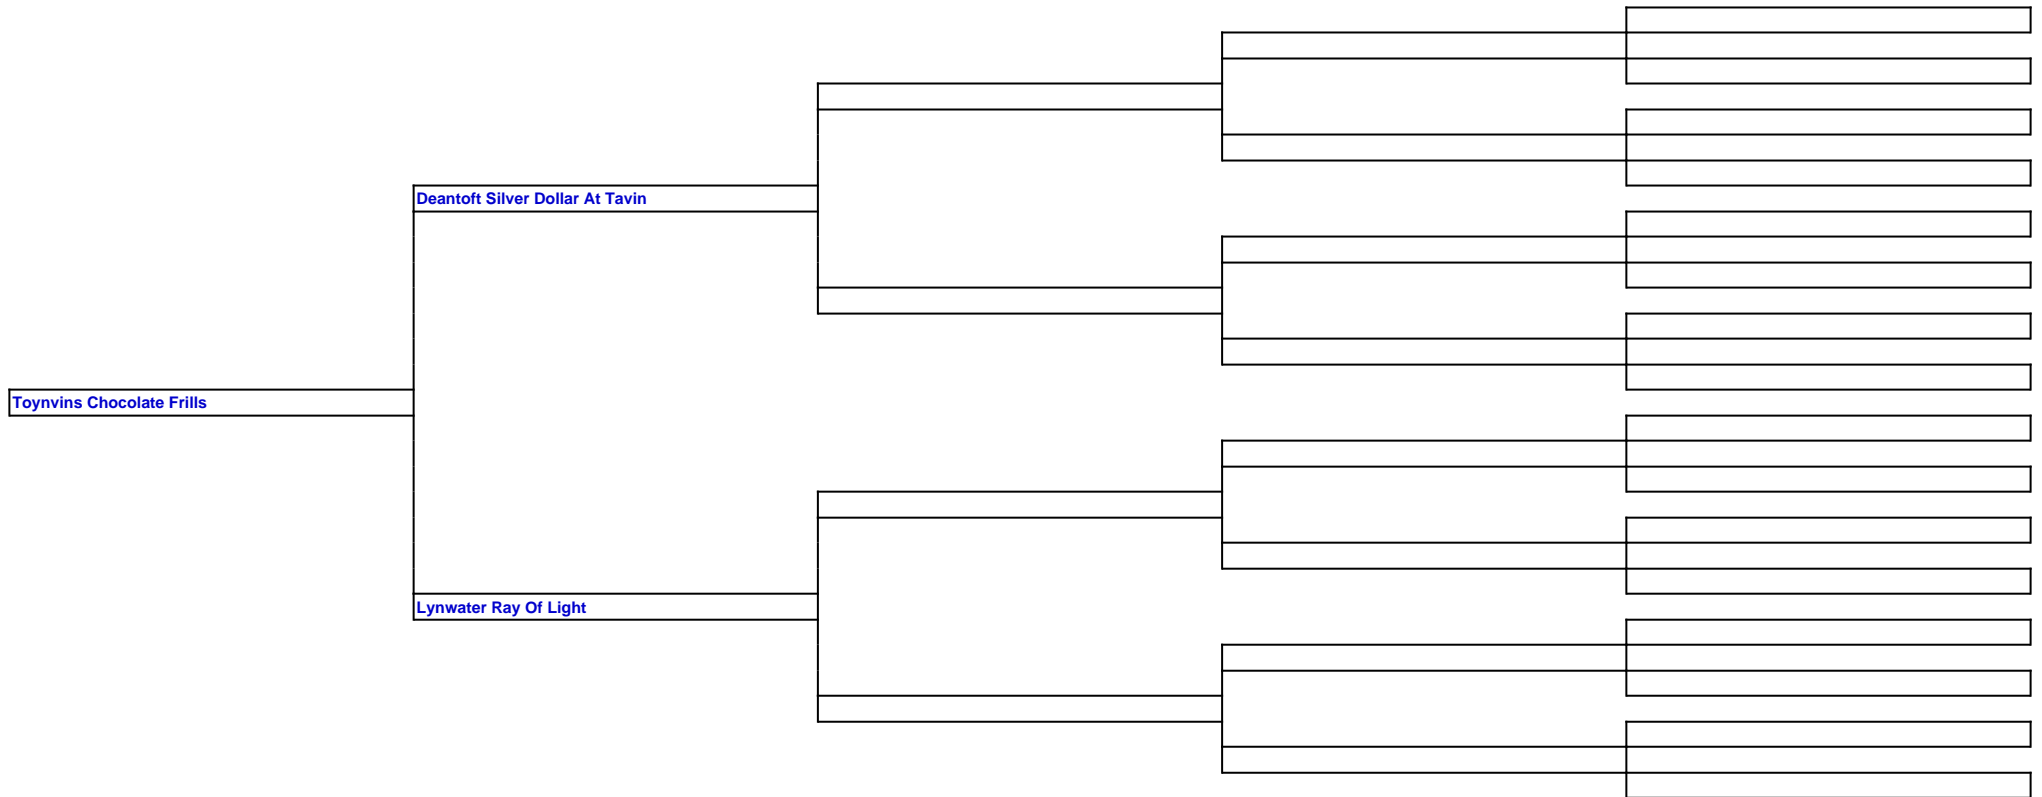 Deantoft Silver Dollar At Tavin
Toynvins Chocolate Frills
Lynwater Ray Of Light